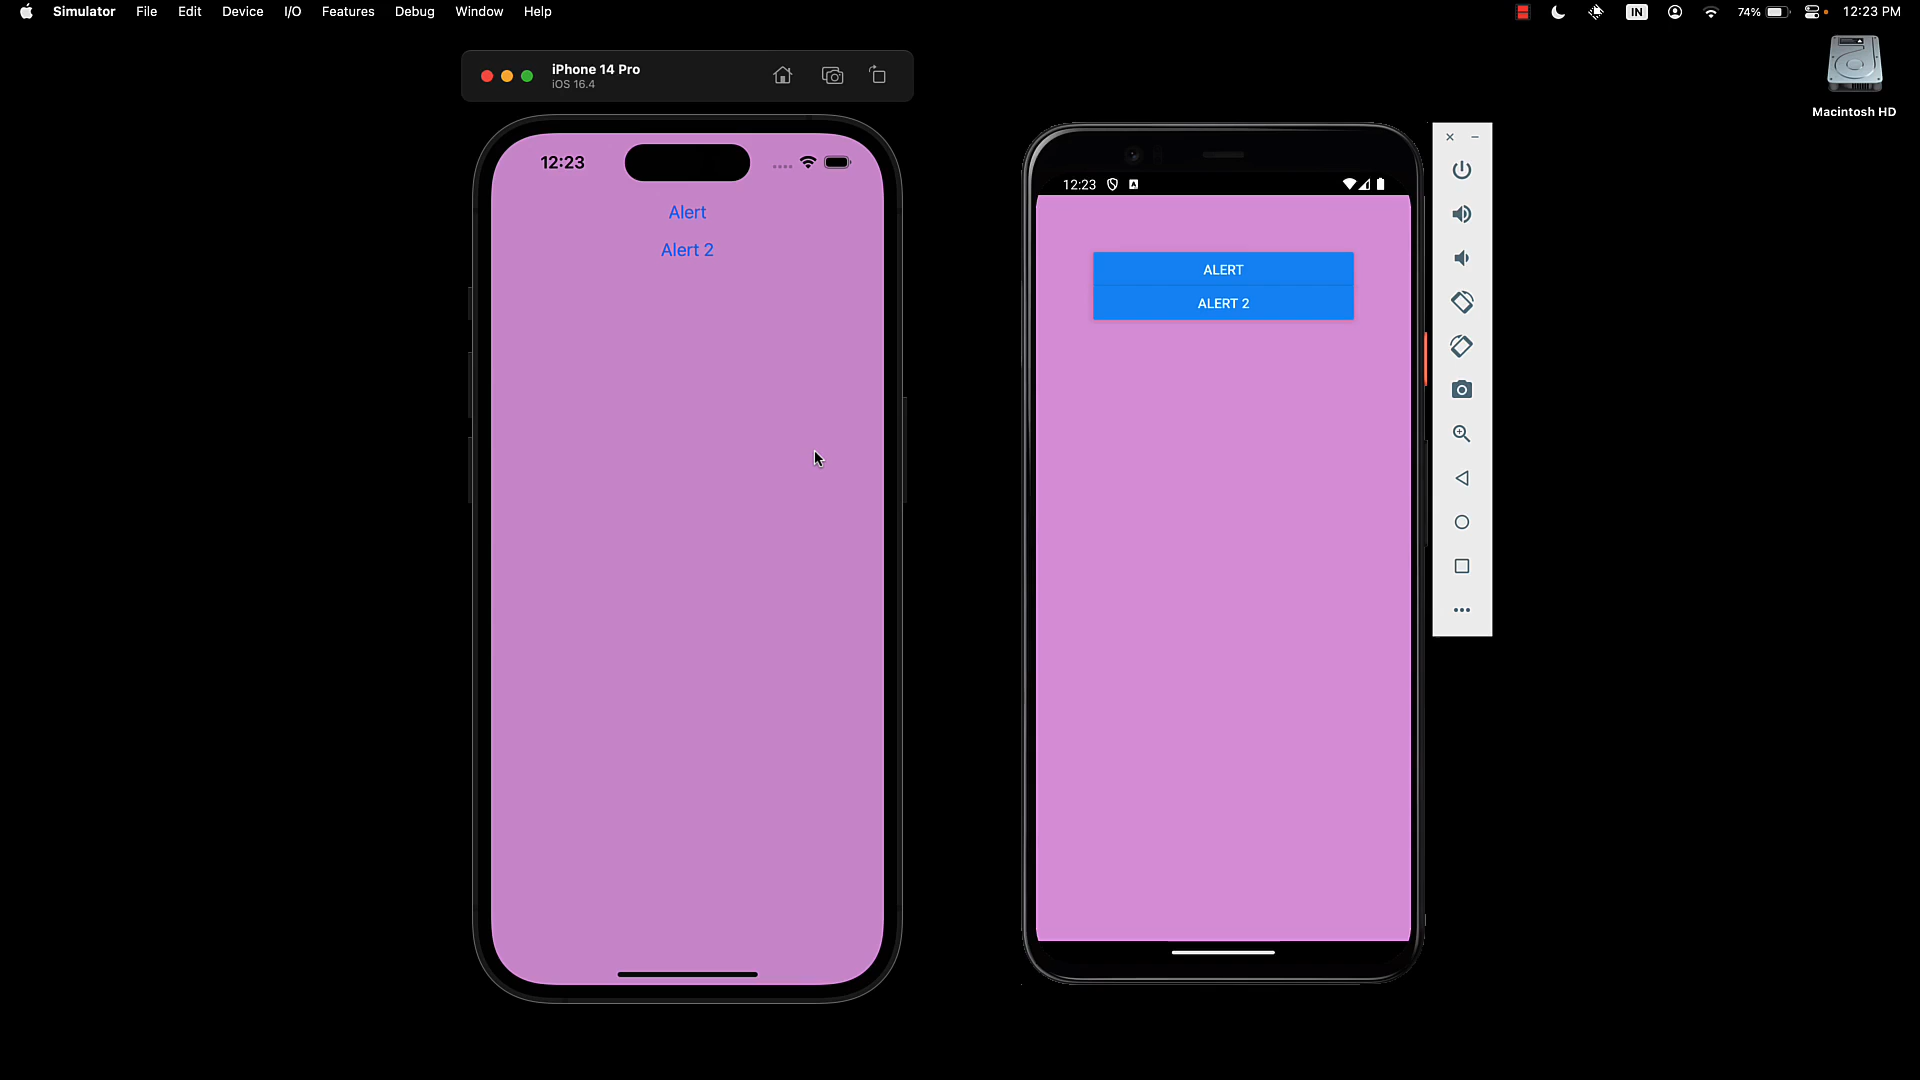 Simulator File Edit Device I/O Features Debug Window Help
IN 74% 12:23 PM
Macintosh HD
iPhone 14 Pro
iOS 16.4
12:23
Alert
Alert 2
12:23
ALERT
ALERT 2